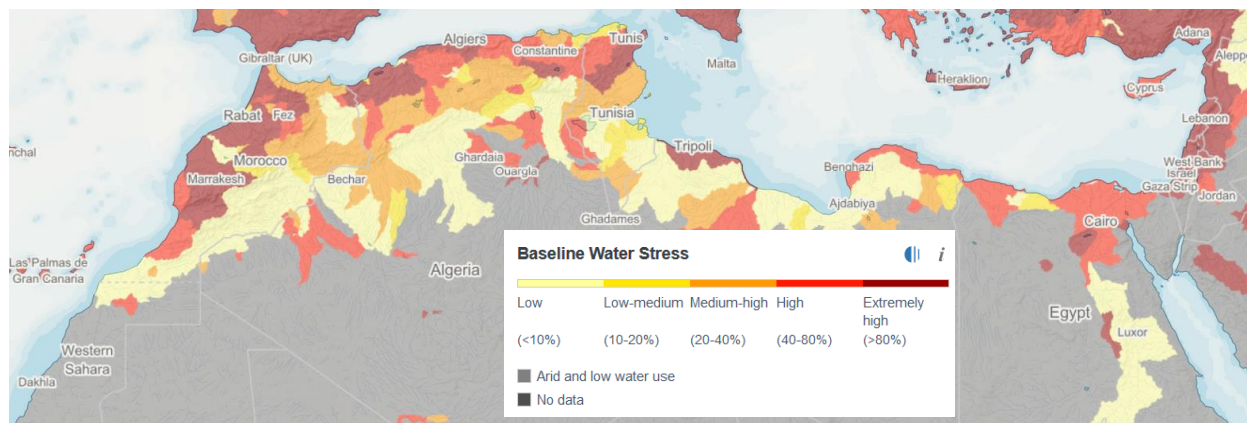 Adana
Algiers
Constantine
Tunis
Gibraltar (UK)
Aleppo
Malta
Heraklion
Cyprus
Rabat
Fez
Tunisia
Lebanon
nchal
Morocco
Ghardaia
Tripoli
Benghazi
West Bank
Israel
Marrakesh
Bechar
Ouargla
Gaza Strip
Jordan
Ajdabiya
Ghadames
Cairo
Las Palmas de
Gran Canaria
Algeria
Baseline Water Stress
i
Low
Low-medium
Medium-high
High
Extremely
high
(<10%)
(10-20%)
(20-40%)
(40-80%)
(>80%)
Arid and low water use
No data
Egypt
Luxor
Western
Sahara
Dakhla